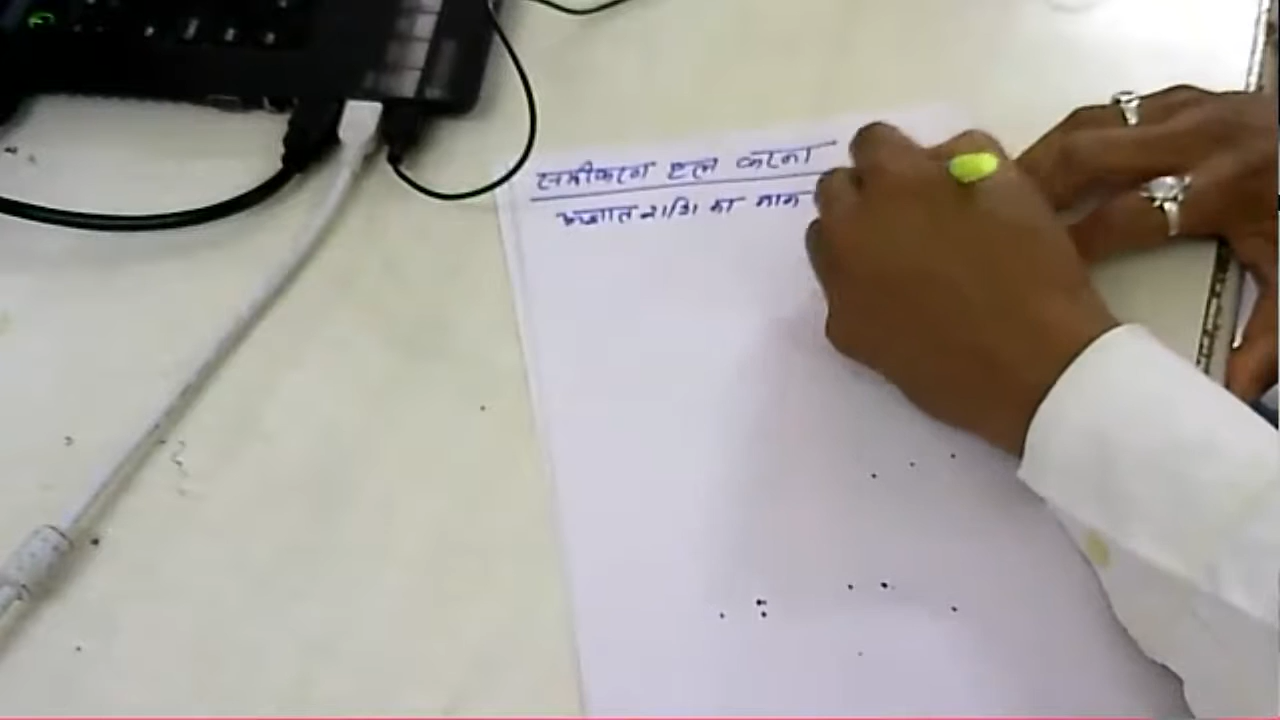 समीकरण हल करना
अज्ञात राशी का मान